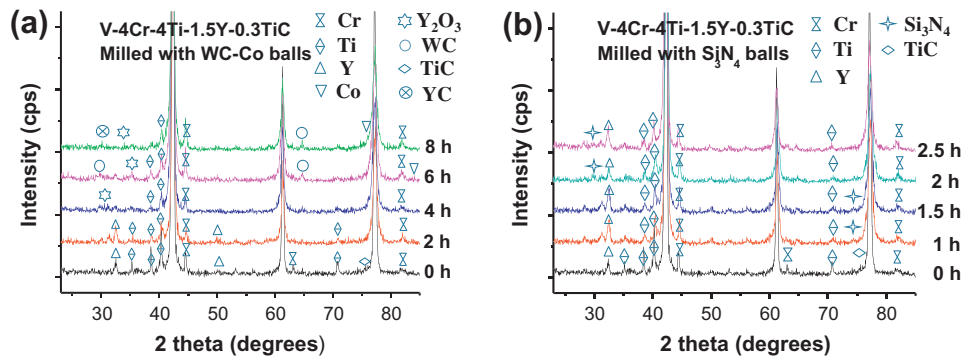 (a)
V-4Cr-4Ti-1.5Y-0.3TiC
Milled with WC-Co balls
Cr
Ti
Y
Co
Y₂O₃
WC
TiC
YC
8 h
6 h
4 h
2 h
0 h
Intensity (cps)
30 40 50 60 70 80
2 theta (degrees)
(b)
V-4Cr-4Ti-1.5Y-0.3TiC
Milled with Si₃N₄ balls
Cr
Ti
Y
Si₃N₄
TiC
2.5 h
2 h
1.5 h
1 h
0 h
Intensity (cps)
30 40 50 60 70 80
2 theta (degrees)